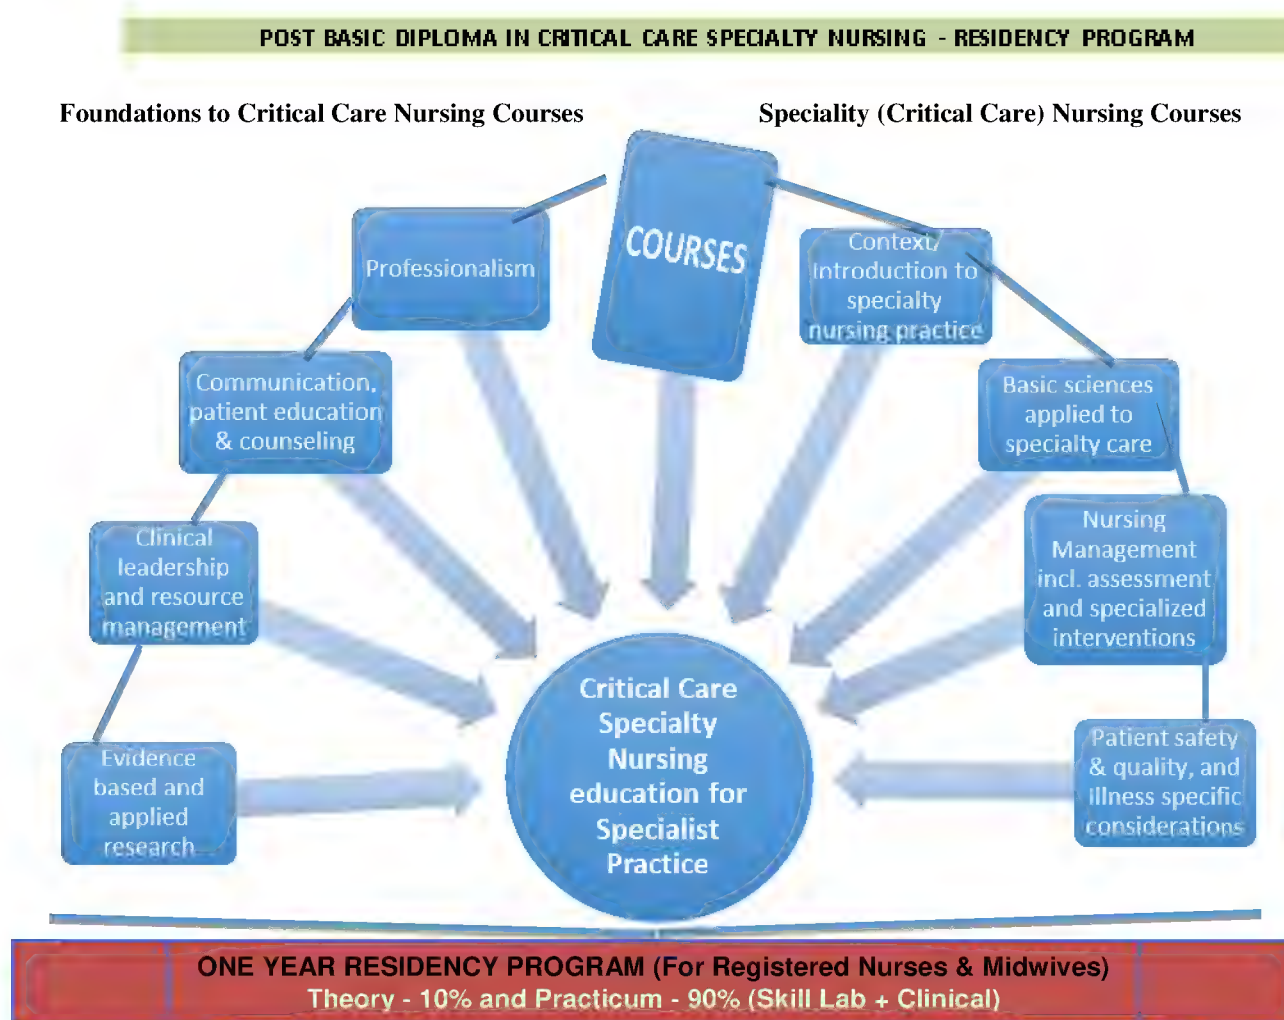 POST BASIC DIPLOMA IN CRITICAL CARE SPECIALTY NURSING - RESIDENCY PROGRAM
Foundations to Critical Care Nursing Courses
Speciality (Critical Care) Nursing Courses
COURSES
Professionalism
Communication,
patient education
& counseling
Clinical
leadership
and resource
management
Evidence
based and
applied
research
Context/
Introduction to
specialty
nursing practice
Basic sciences
applied to
specialty care
Nursing
Management
incl. assessment
and specialized
interventions
Patient safety
& quality, and
illness specific
considerations
Critical Care
Specialty
Nursing
education for
Specialist
Practice
ONE YEAR RESIDENCY PROGRAM (For Registered Nurses & Midwives)
Theory - 10% and Practicum - 90% (Skill Lab + Clinical)